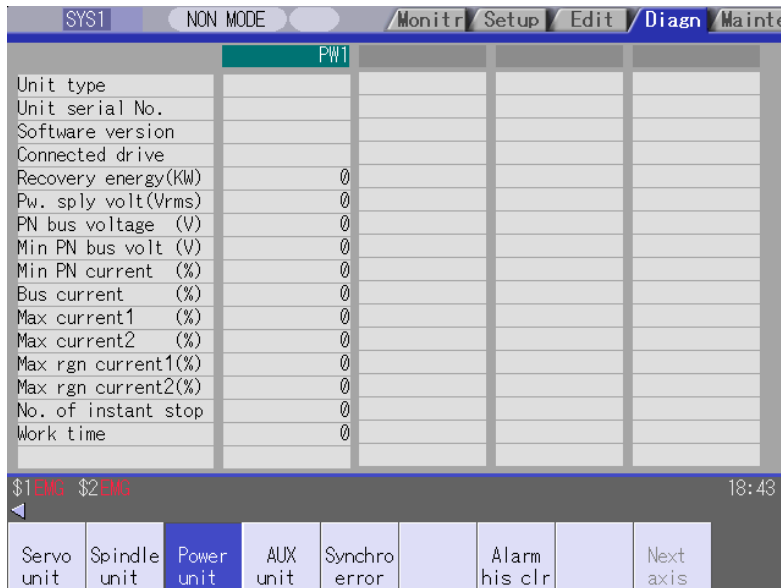 SYS1 NON MODE Monitr Setup Edit Diagn Mainte
PW1
Unit type
Unit serial No.
Software version
Connected drive
Recovery energy(KW) 0
Pw. sply volt(Vrms) 0
PN bus voltage (V) 0
Min PN bus volt (V) 0
Min PN current (%) 0
Bus current (%) 0
Max current1 (%) 0
Max current2 (%) 0
Max rgn current1(%) 0
Max rgn current2(%) 0
No. of instant stop 0
Work time 0
$1 EMG $2 EMG 18:43
Servo Spindle Power AUX Synchro Alarm Next
unit unit unit unit error his clr axis